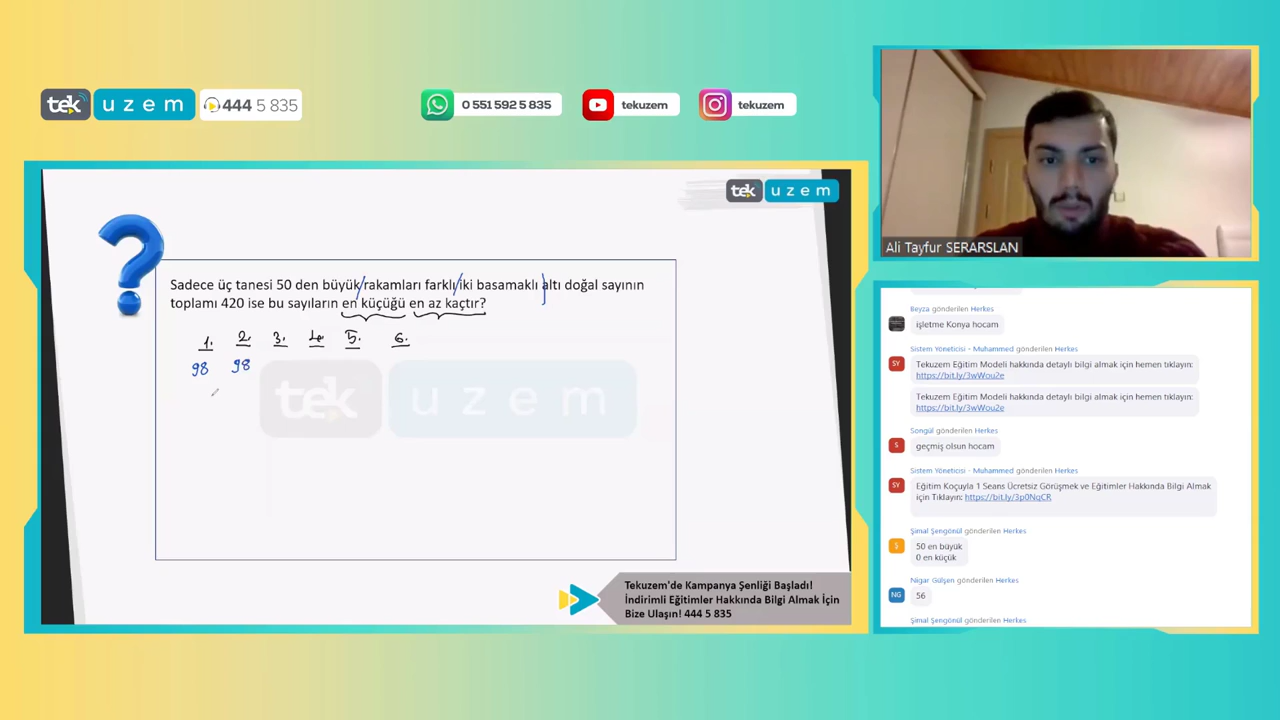 tek uzem 444 5 835
0 551 592 5 835
tekuzem
tekuzem
tek uzem
Sadece üç tanesi 50 den büyük rakamları farklı iki basamaklı altı doğal sayının
toplamı 420 ise bu sayıların en küçüğü en az kaçtır?
1. 2. 3. 4. 5. 6.
98 98
tek uzem
Tekuzem'de Kampanya Şenliği Başladı!
İndirimli Eğitimler Hakkında Bilgi Almak İçin
Bize Ulaşın! 444 5 835
Ali Tayfur SERARSLAN
Beyza gönderilen Herkes
işletme Konya hocam
Sistem Yöneticisi - Muhammed gönderilen Herkes
SY
Tekuzem Eğitim Modeli hakkında detaylı bilgi almak için hemen tıklayın:
https://bit.ly/3wWou2e
Tekuzem Eğitim Modeli hakkında detaylı bilgi almak için hemen tıklayın:
https://bit.ly/3wWou2e
Songül gönderilen Herkes
S
geçmiş olsun hocam
Sistem Yöneticisi - Muhammed gönderilen Herkes
SY
Eğitim Koçuyla 1 Seans Ücretsiz Görüşmek ve Eğitimler Hakkında Bilgi Almak
için Tıklayın: https://bit.ly/3p0NqCR
Şimal Şengönül gönderilen Herkes
Ş
50 en büyük
0 en küçük
Nigar Gülşen gönderilen Herkes
NG
56
Şimal Şengönül gönderilen Herkes